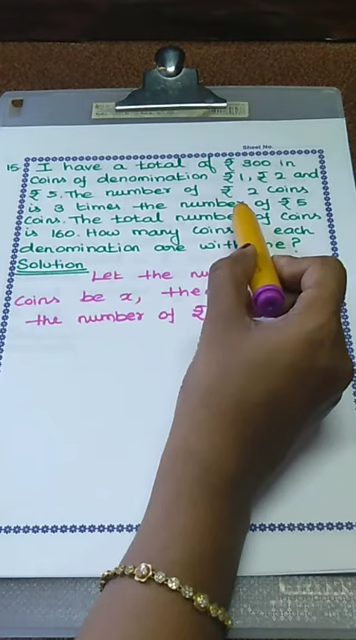 Sheet No.
15. I have a total of ₹ 300 in
coins of denomination ₹ 1, ₹ 2 and
₹ 5. The number of ₹ 2 coins
is 3 times the number of ₹ 5
coins. The total number of coins
is 160. How many coins each
denomination are with me?
Solution
Let the
coins be x,
the number of ₹